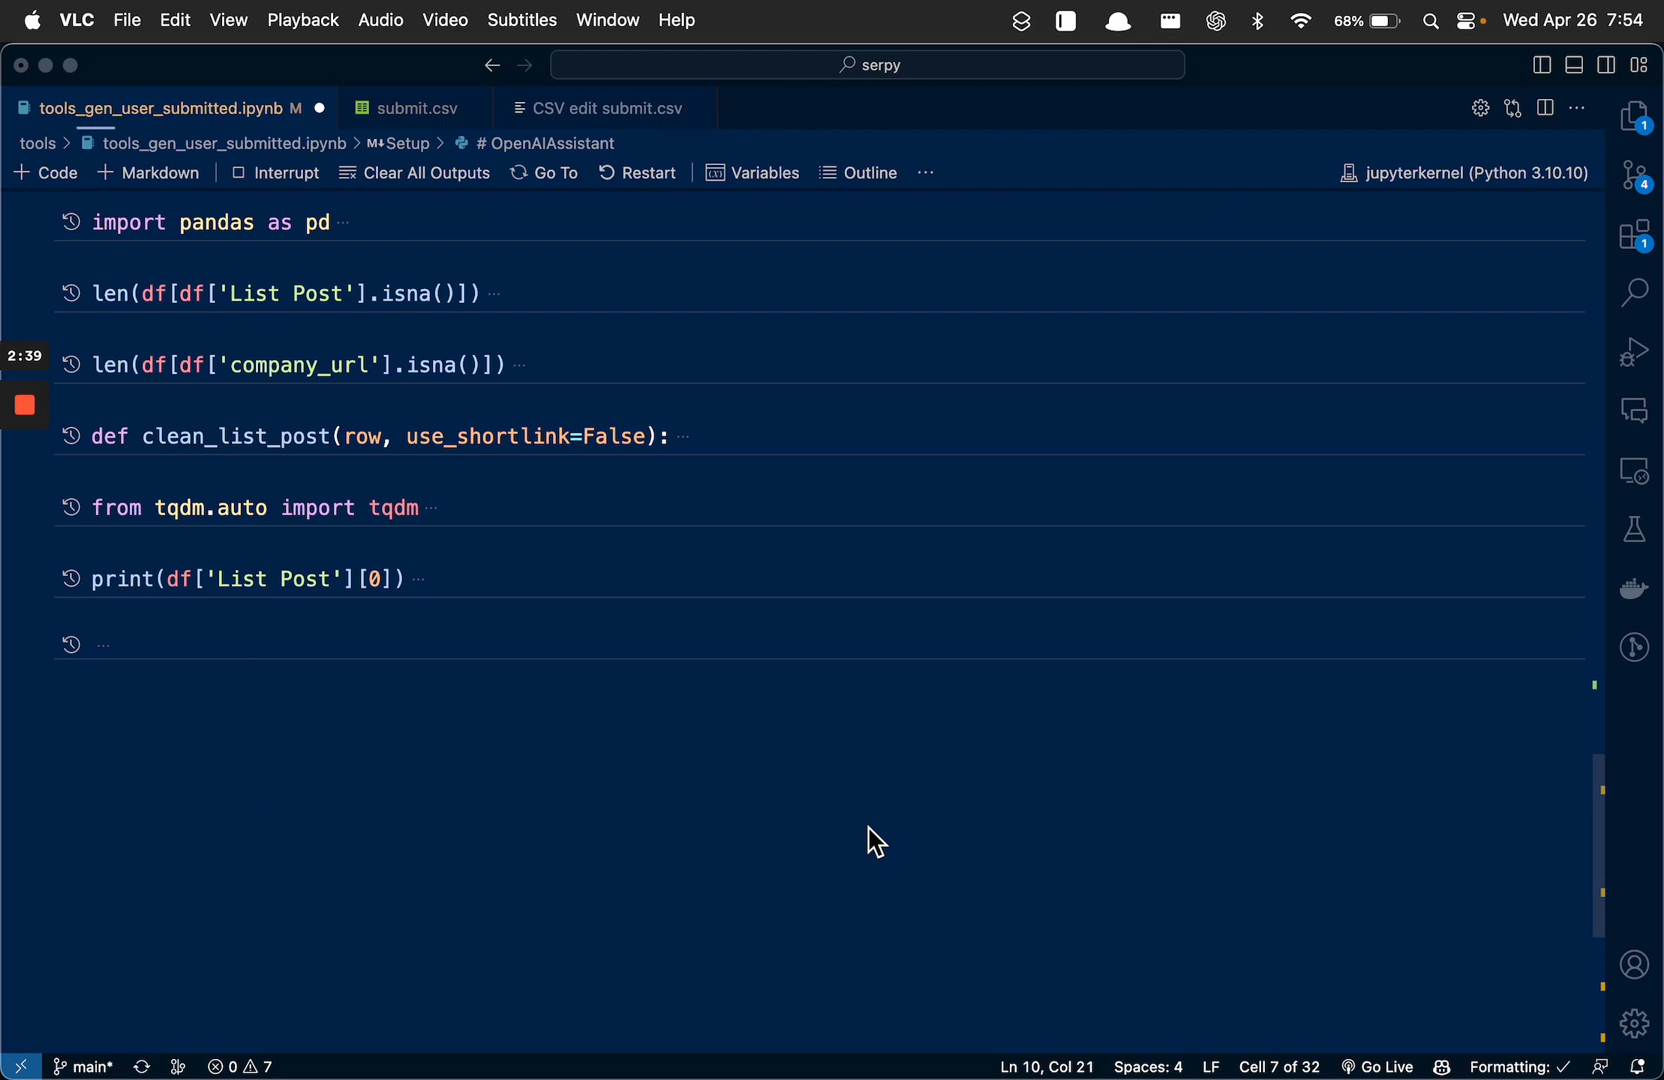 VLC File Edit View Playback Audio Video Subtitles Window Help 68% Wed Apr 26 7:54
serpy
tools_gen_user_submitted.ipynb M submit.csv CSV edit submit.csv
tools > tools_gen_user_submitted.ipynb > M↓Setup > # OpenAIAssistant
+ Code + Markdown Interrupt Clear All Outputs Go To Restart Variables Outline ··· jupyterkernel (Python 3.10.10)
import pandas as pd ···
len(df[df['List Post'].isna()]) ···
2:39
len(df[df['company_url'].isna()]) ···
def clean_list_post(row, use_shortlink=False): ···
from tqdm.auto import tqdm ···
print(df['List Post'][0]) ···
···
1
4
1
main* 0 7 Ln 10, Col 21 Spaces: 4 LF Cell 7 of 32 Go Live Formatting: ✓